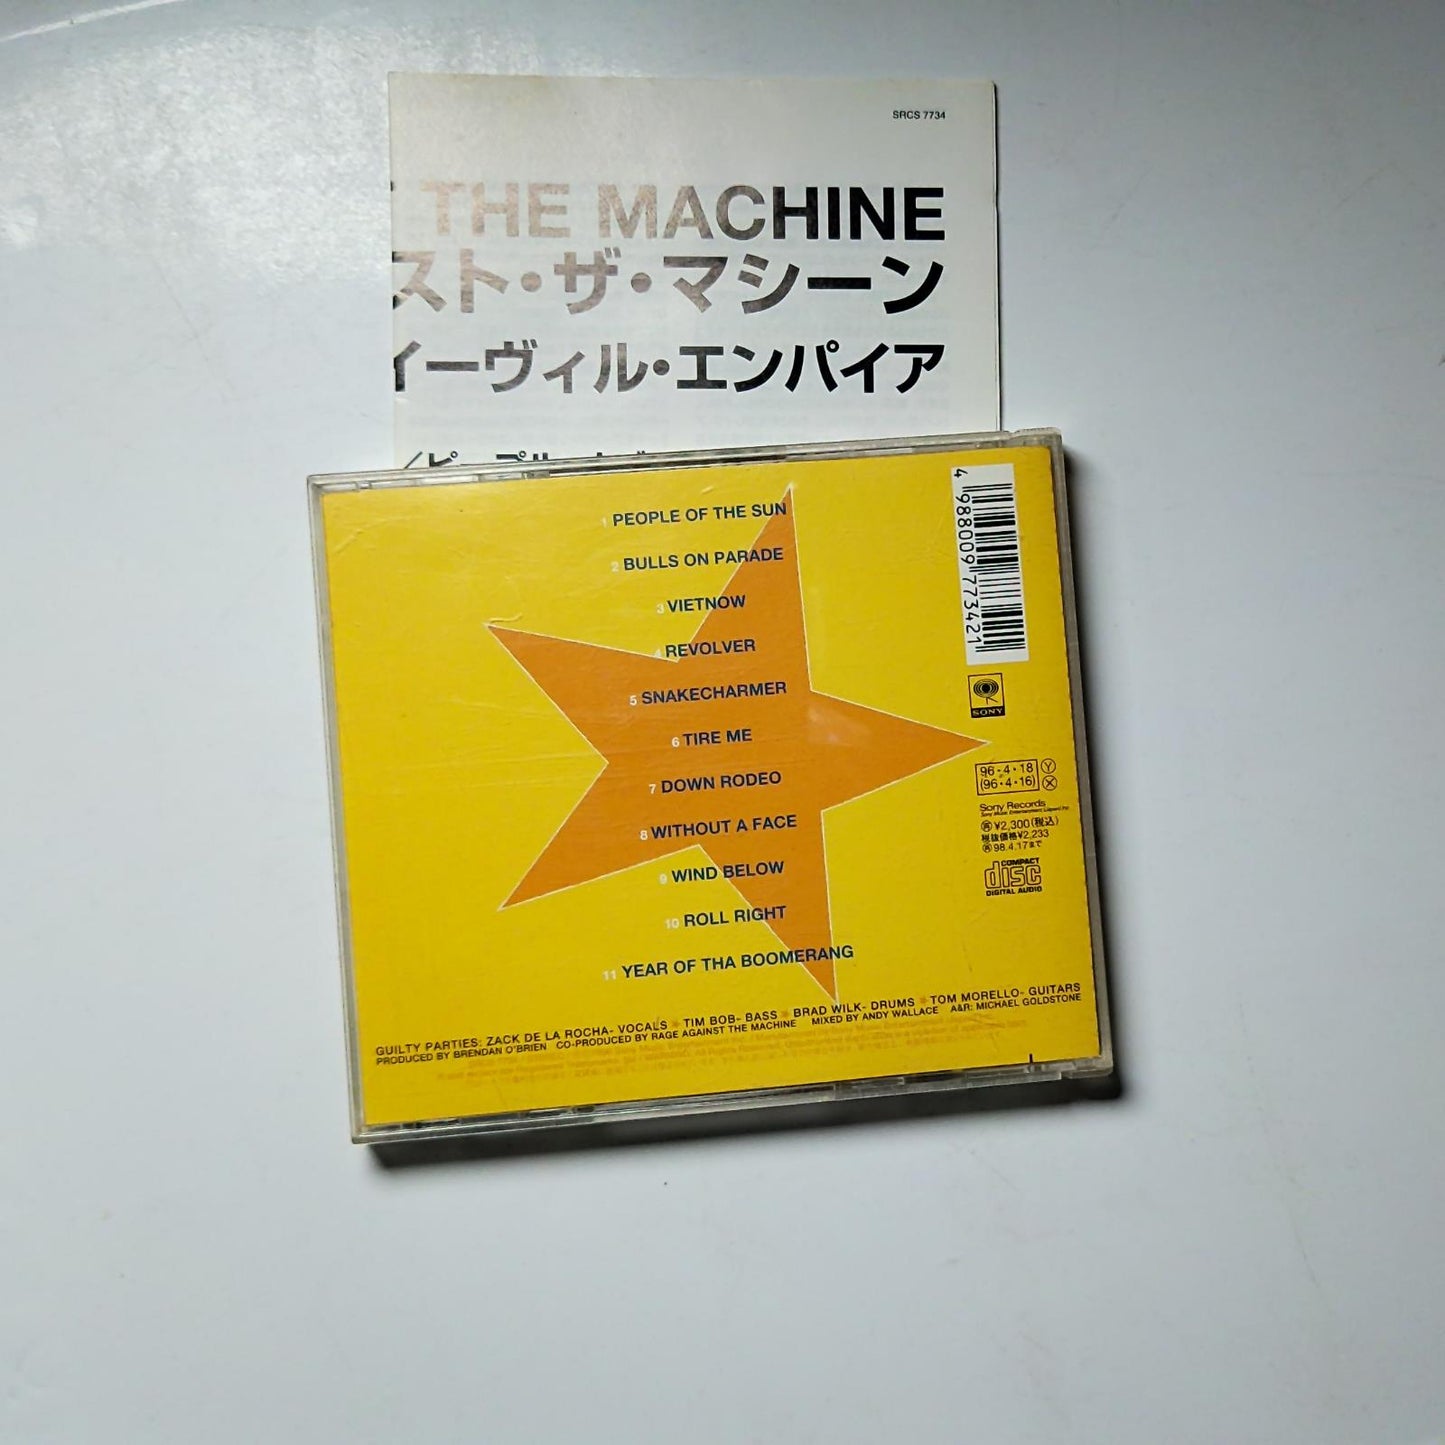 SRCS 7734
THE MACHINE
スト・ザ・マシーン
イーヴィル・エンパイア
1 PEOPLE OF THE SUN
2 BULLS ON PARADE
3 VIETNOW
4 REVOLVER
5 SNAKECHARMER
6 TIRE ME
7 DOWN RODEO
8 WITHOUT A FACE
9 WIND BELOW
10 ROLL RIGHT
11 YEAR OF THA BOOMERANG
GUILTY PARTIES: ZACK DE LA ROCHA- VOCALS * TIM BOB- BASS * BRAD WILK- DRUMS * TOM MORELLO- GUITARS
PRODUCED BY BRENDAN O'BRIEN CO-PRODUCED BY RAGE AGAINST THE MACHINE MIXED BY ANDY WALLACE A&R: MICHAEL GOLDSTONE
4 988009 773421
SONY
96・4・18 Ⓨ
(96・4・16) Ⓧ
Sony Records
Ⓡ¥2,300(税込)
税抜価格¥2,233
Ⓡ98.4.17まで
COMPACT
disc
DIGITAL AUDIO